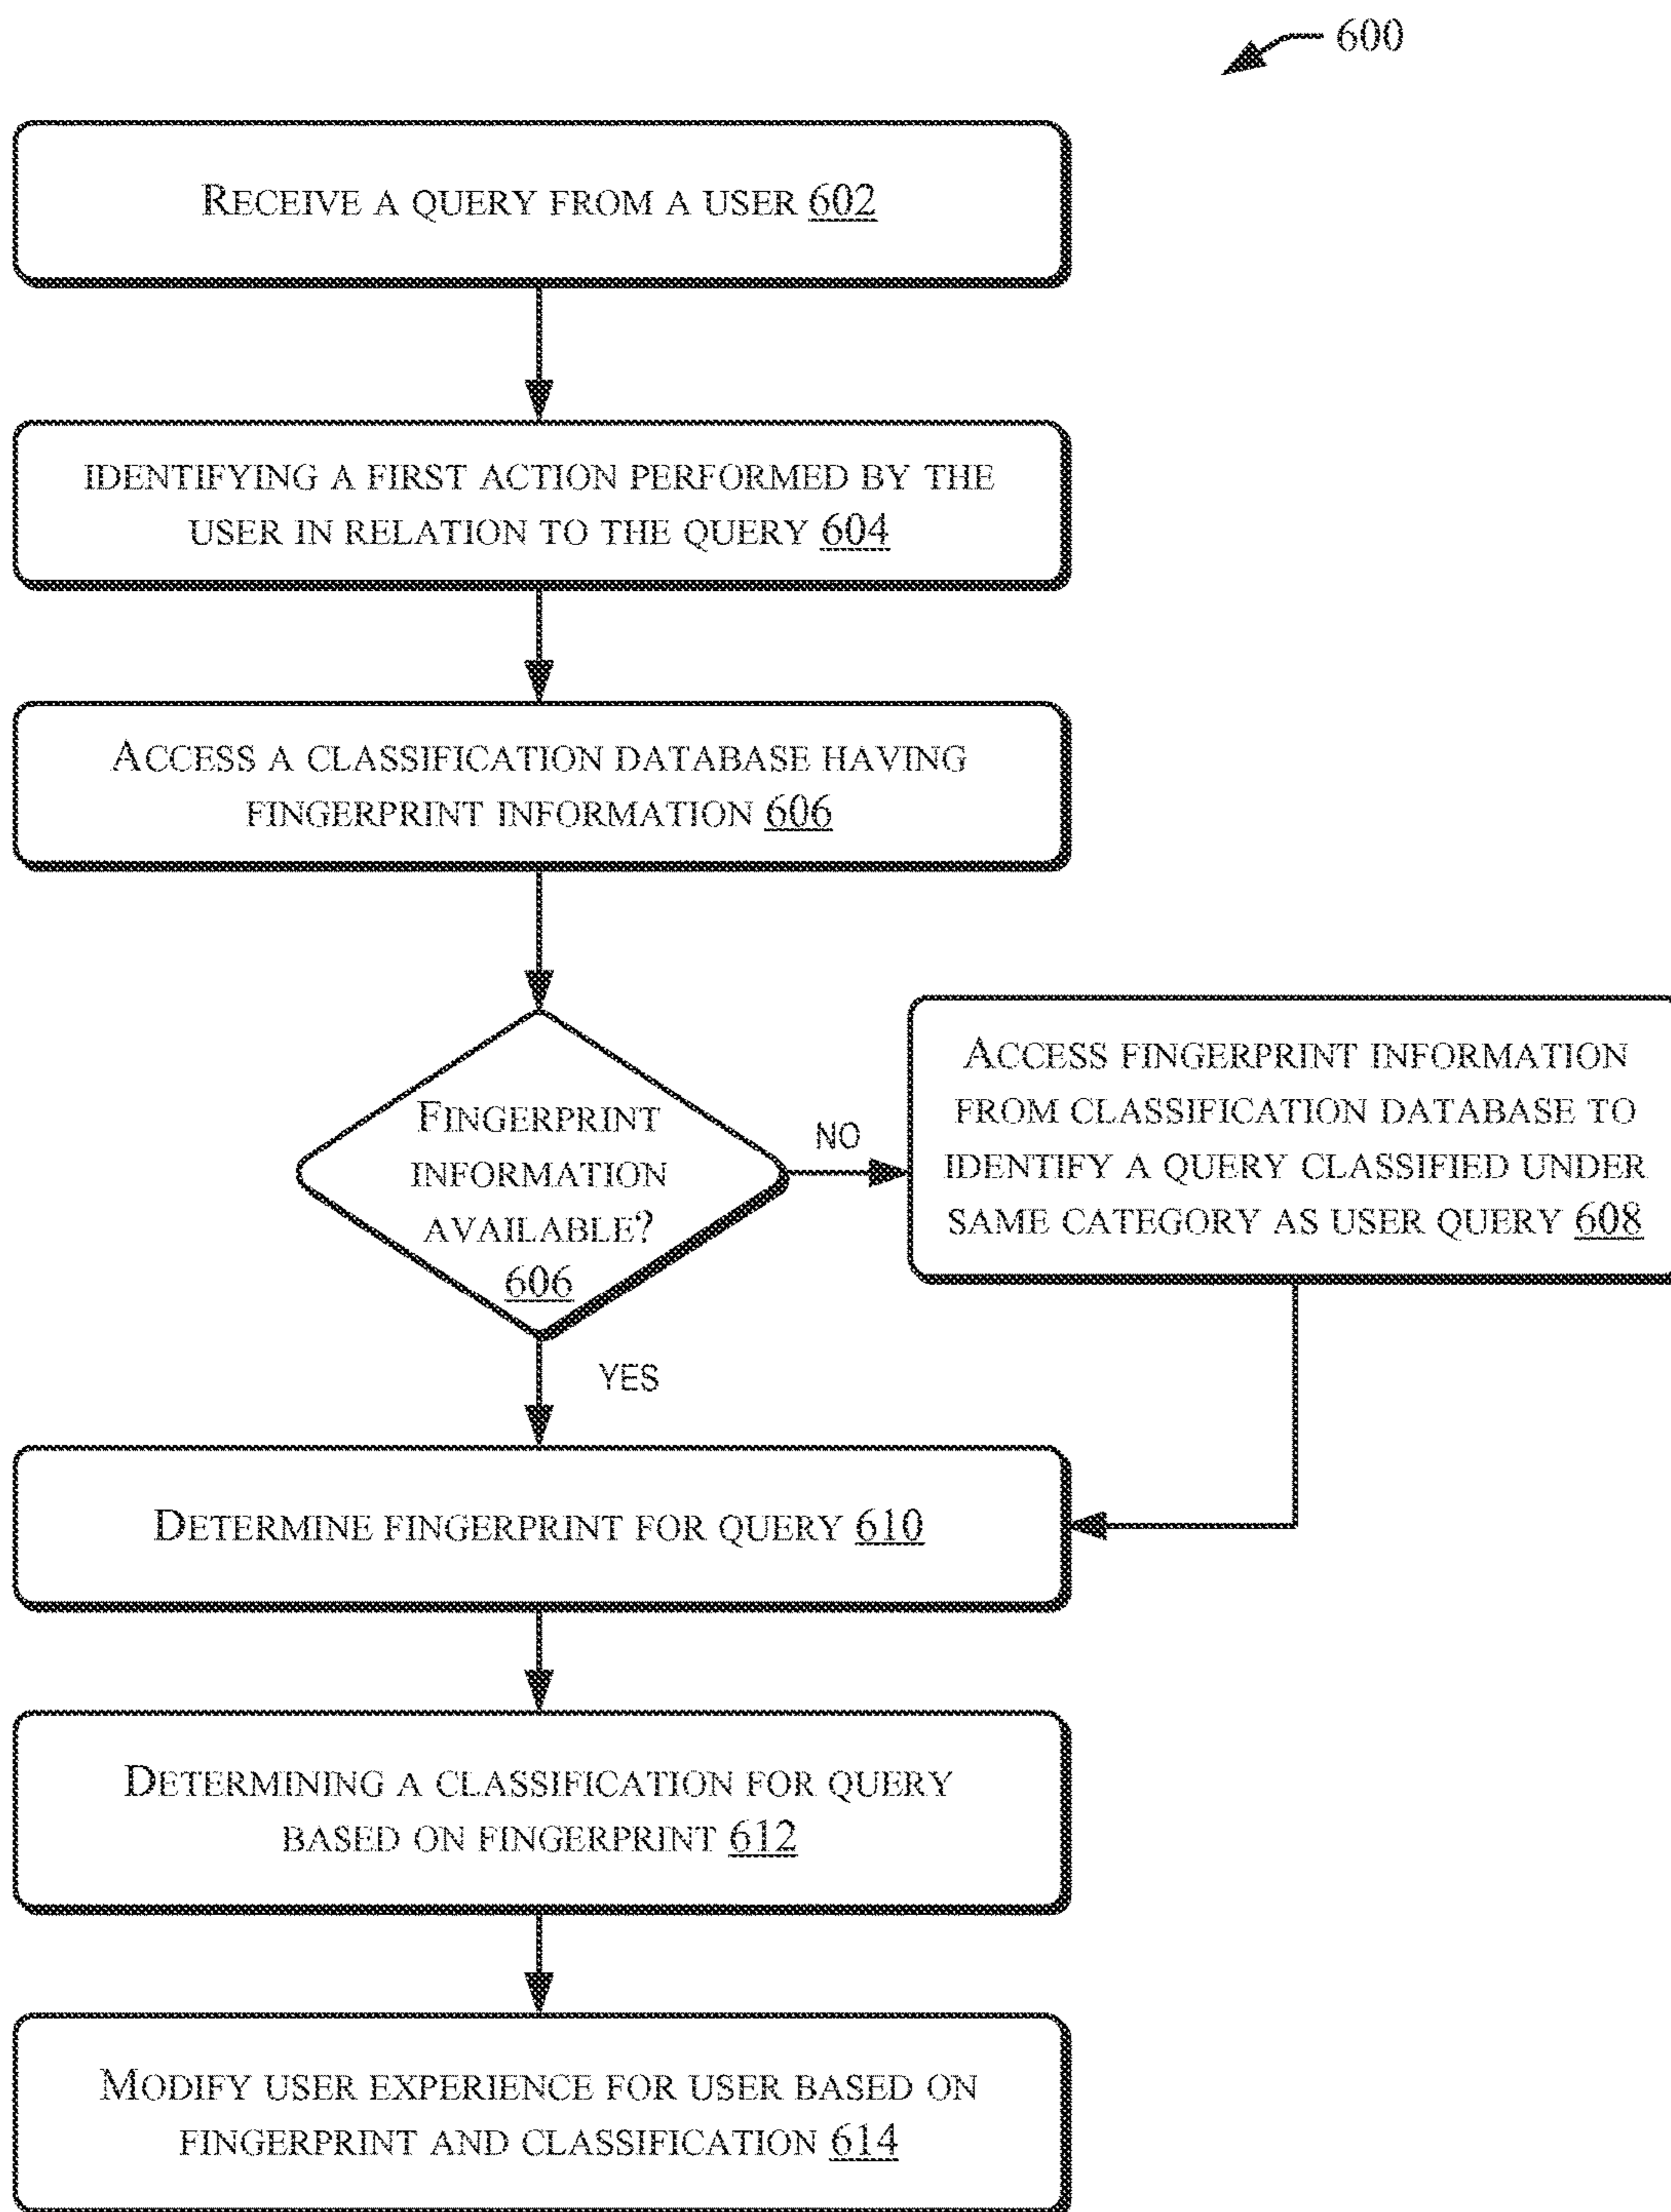 600
RECEIVE A QUERY FROM A USER 602
IDENTIFYING A FIRST ACTION PERFORMED BY THE
USER IN RELATION TO THE QUERY 604
ACCESS A CLASSIFICATION DATABASE HAVING
FINGERPRINT INFORMATION 606
FINGERPRINT
INFORMATION
AVAILABLE?
606
NO
ACCESS FINGERPRINT INFORMATION
FROM CLASSIFICATION DATABASE TO
IDENTIFY A QUERY CLASSIFIED UNDER
SAME CATEGORY AS USER QUERY 608
YES
DETERMINE FINGERPRINT FOR QUERY 610
DETERMINING A CLASSIFICATION FOR QUERY
BASED ON FINGERPRINT 612
MODIFY USER EXPERIENCE FOR USER BASED ON
FINGERPRINT AND CLASSIFICATION 614